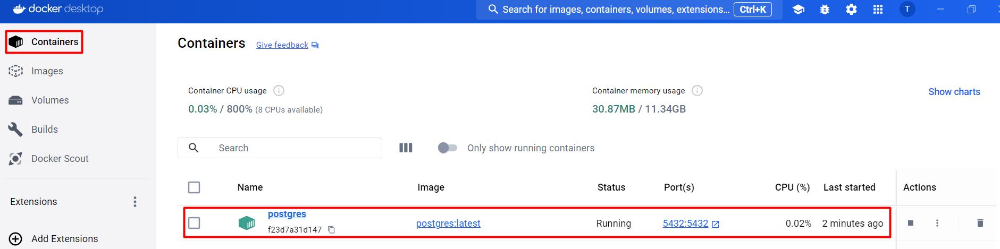 docker desktop
Search for images, containers, volumes, extensions... Ctrl+K
T
Containers
Images
Volumes
Builds
Docker Scout
Extensions
Add Extensions
Containers Give feedback
Container CPU usage
0.03% / 800% (8 CPUs available)
Container memory usage
30.87MB / 11.34GB
Show charts
Search
Only show running containers
Name Image Status Port(s) CPU (%) Last started Actions
postgres
f23d7a31d147
postgres:latest Running 5432:5432 0.02% 2 minutes ago